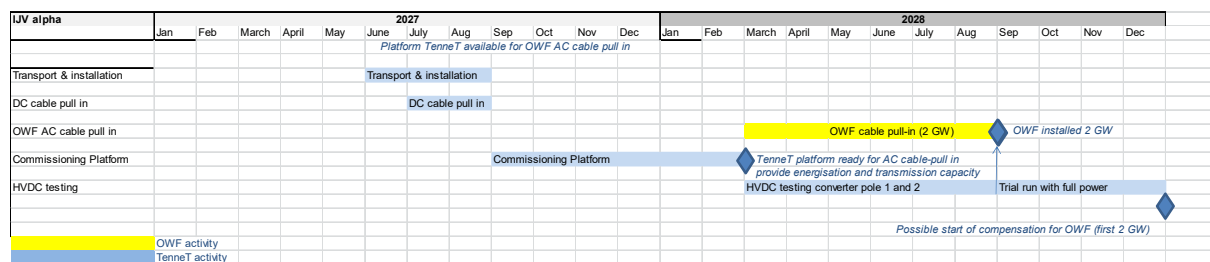 IJV alpha 2027 2028
Jan Feb March April May June July Aug Sep Oct Nov Dec Jan Feb March April May June July Aug Sep Oct Nov Dec
Platform TenneT available for OWF AC cable pull in
Transport & installation Transport & installation
DC cable pull in DC cable pull in
OWF AC cable pull in OWF cable pull-in (2 GW) OWF installed 2 GW
Commissioning Platform Commissioning Platform TenneT platform ready for AC cable-pull in
provide energisation and transmission capacity
HVDC testing HVDC testing converter pole 1 and 2 Trial run with full power
Possible start of compensation for OWF (first 2 GW)
OWF activity
TenneT activity